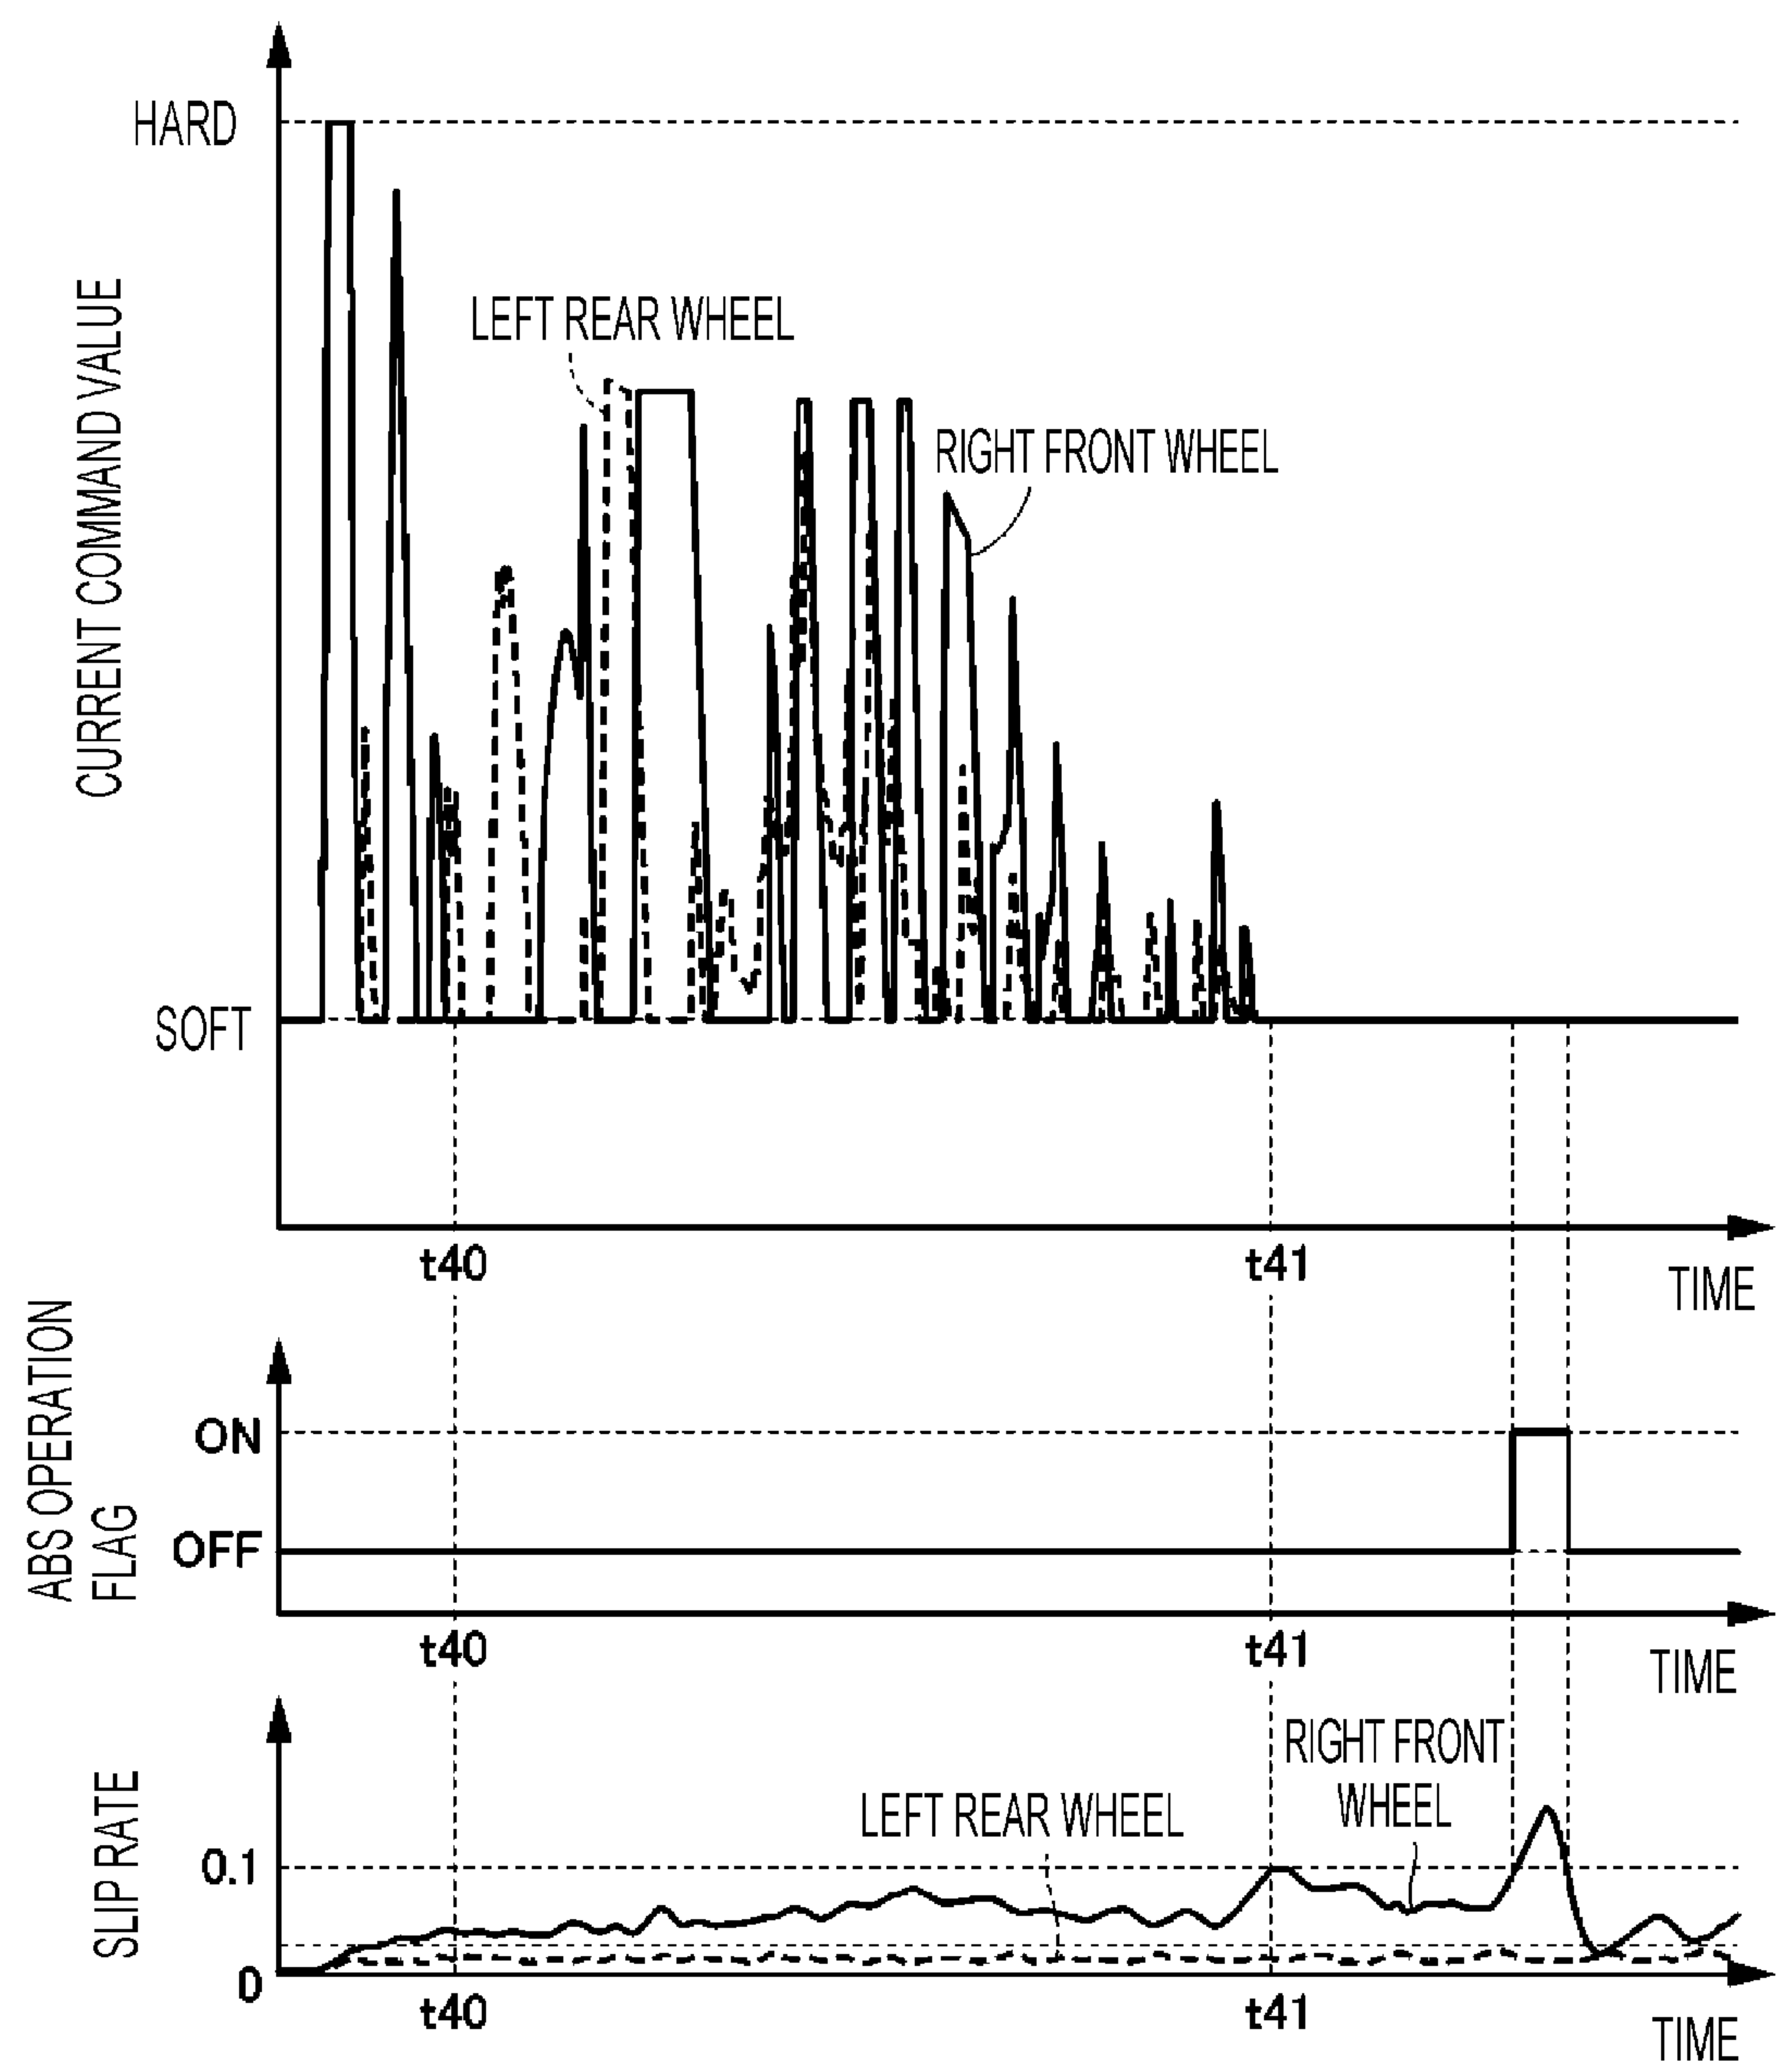 HARD
CURRENT COMMAND VALUE
LEFT REAR WHEEL
RIGHT FRONT WHEEL
SOFT
t40
t41
TIME
ABS OPERATION
FLAG
ON
OFF
t40
t41
TIME
SLIP RATE
RIGHT FRONT
WHEEL
LEFT REAR WHEEL
0.1
0
t40
t41
TIME